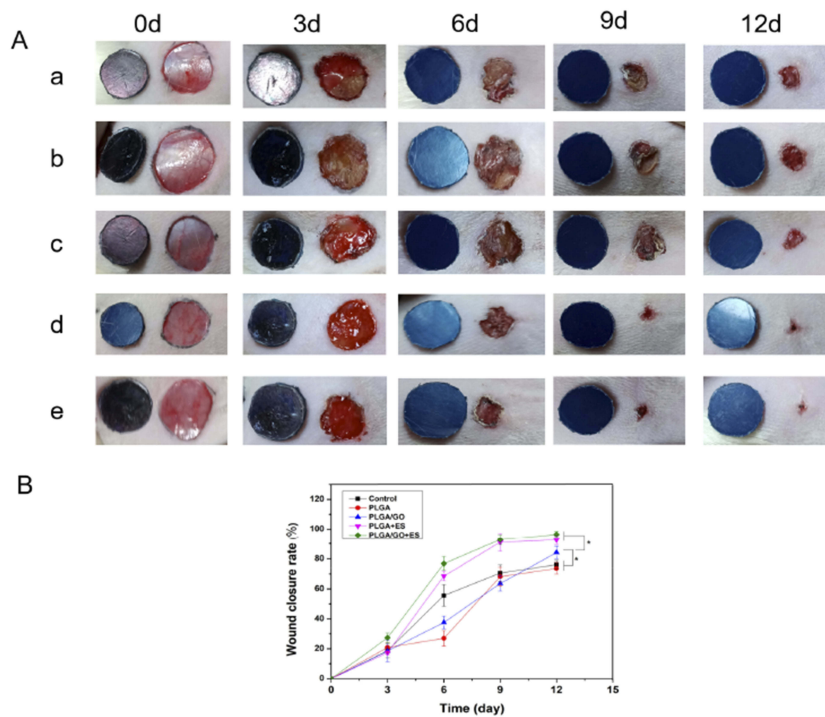 A
0d 3d 6d 9d 12d
a
b
c
d
e
B
Control
PLGA
PLGA/GO
PLGA+ES
PLGA/GO+ES
*
*
Wound closure rate (%)
120
100
80
60
40
20
0
0 3 6 9 12 15
Time (day)